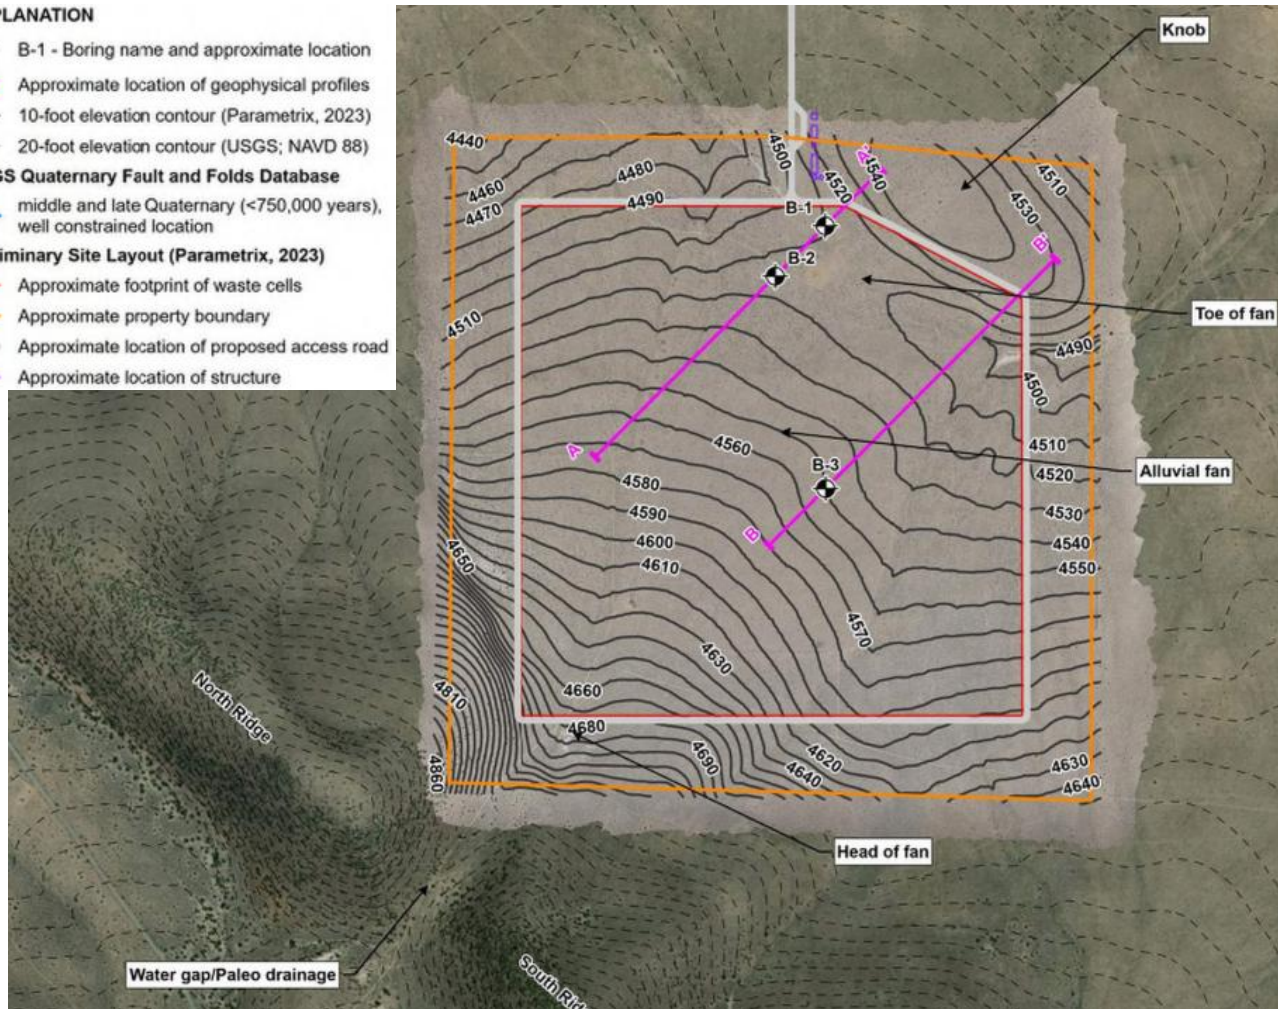 PLANATION
B-1 - Boring name and approximate location
Approximate location of geophysical profiles
10-foot elevation contour (Parametrix, 2023)
20-foot elevation contour (USGS; NAVD 88)
GS Quaternary Fault and Folds Database
middle and late Quaternary (<750,000 years),
well constrained location
iminary Site Layout (Parametrix, 2023)
Approximate footprint of waste cells
Approximate property boundary
Approximate location of proposed access road
Approximate location of structure
Knob
4440
4500
4480
4460
4470
4490
4520
A'
4540
4510
4530
B-1
B'
B-2
Toe of fan
4510
4490
4500
A
4560
4510
4520
Alluvial fan
B-3
4580
4590
4530
B
4600
4540
4650
4610
4550
4570
4630
North Ridge
4810
4660
4680
4690
4620
4640
4630
4640
4860
Head of fan
Water gap/Paleo drainage
South Rid